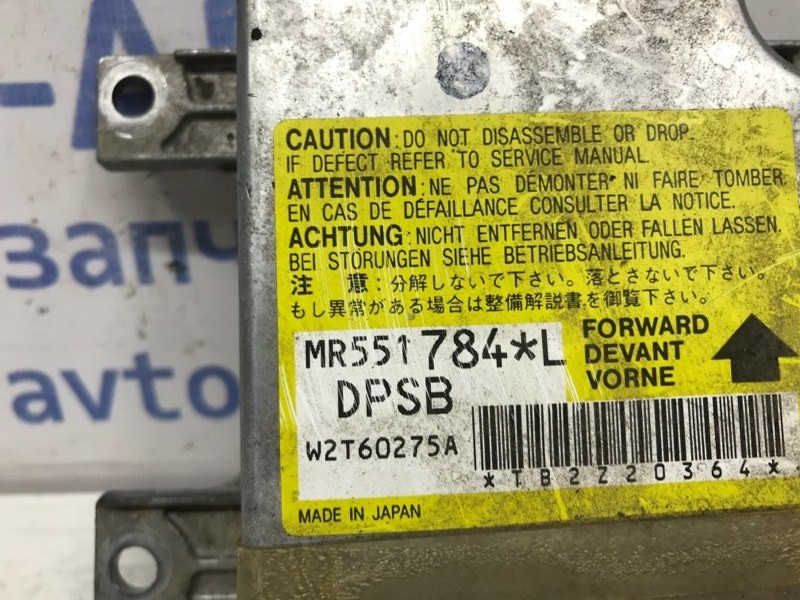 CAUTION: DO NOT DISASSEMBLE OR DROP.
IF DEFECT REFER TO SERVICE MANUAL.
ATTENTION: NE PAS DÉMONTER NI FAIRE TOMBER
EN CAS DE DÉFAILLANCE CONSULTER LA NOTICE.
ACHTUNG: NICHT ENTFERNEN ODER FALLEN LASSEN.
BEI STÖRUNGEN SIEHE BETRIEBSANLEITUNG.
注 意: 分解しないで下さい。落とさないで下さい。
もし異常がある場合は整備解説書を御覧下さい。
MR551784*L
DPSB
W2T60275A
FORWARD
DEVANT
VORNE
*TB2Z20364*
MADE IN JAPAN
запч
avto